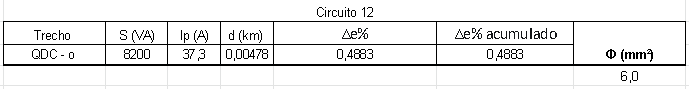 Circuito 12
Trecho S (VA) Ip (A) d (km) Δe% Δe% acumulado Φ (mm²)
QDC - o 8200 37,3 0,00478 0,4883 0,4883
6,0